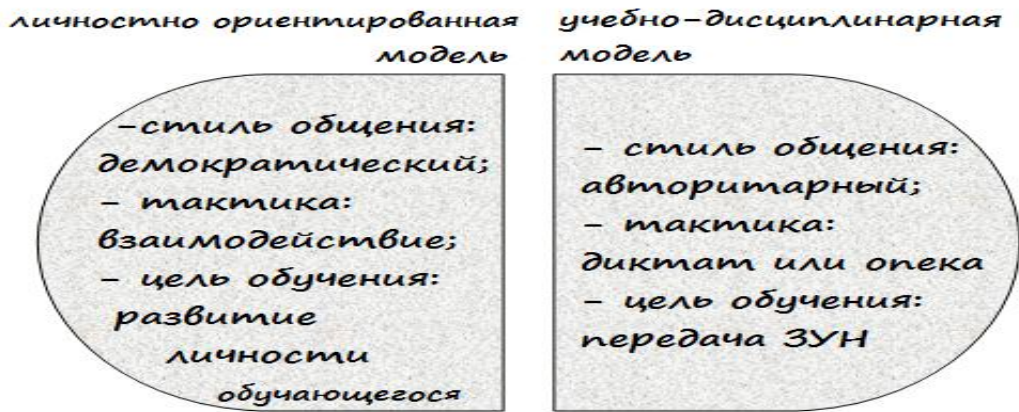 личностно ориентированная
модель
–стиль общения:
демократический;
– тактика:
взаимодействие;
– цель обучения:
развитие
личности
обучающегося
учебно–дисциплинарная
модель
– стиль общения:
авторитарный;
– тактика:
диктат или опека
– цель обучения:
передача ЗУН